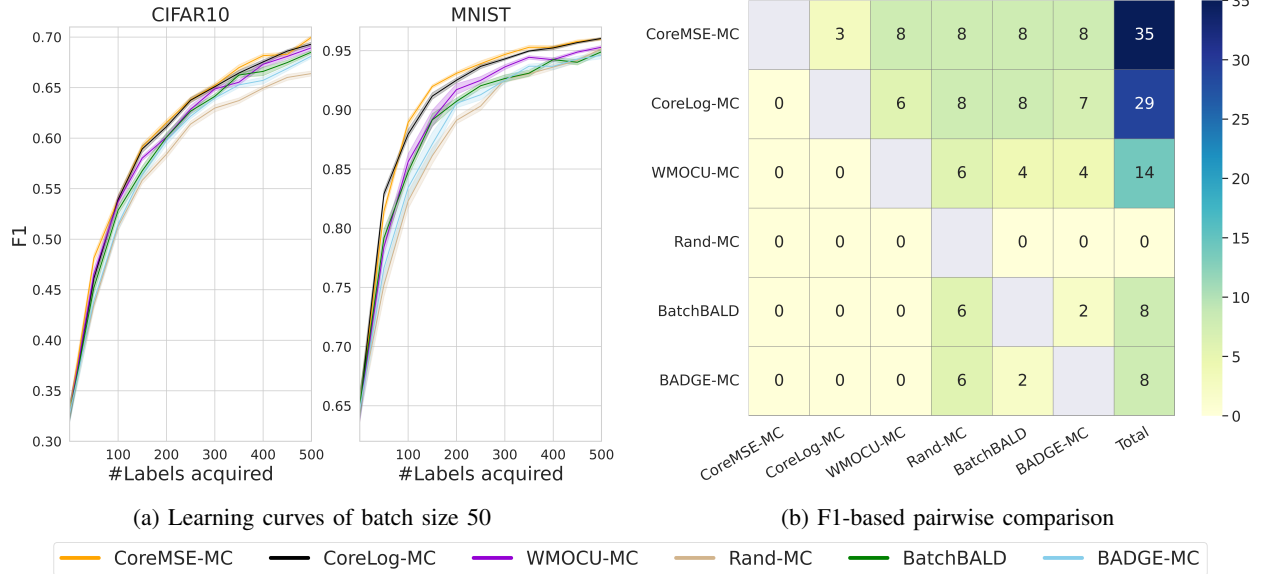 CIFAR10
F1
0.70
0.65
0.60
0.55
0.50
0.45
0.40
0.35
0.30
100 200 300 400 500
#Labels acquired
MNIST
0.95
0.90
0.85
0.80
0.75
0.70
0.65
100 200 300 400 500
#Labels acquired
(a) Learning curves of batch size 50
CoreMSE-MC 3 8 8 8 8 35
CoreLog-MC 0 6 8 8 7 29
WMOCU-MC 0 0 6 4 4 14
Rand-MC 0 0 0 0 0 0
BatchBALD 0 0 0 6 2 8
BADGE-MC 0 0 0 6 2 8
CoreMSE-MC CoreLog-MC WMOCU-MC Rand-MC BatchBALD BADGE-MC Total
35
30
25
20
15
10
5
0
(b) F1-based pairwise comparison
CoreMSE-MC CoreLog-MC WMOCU-MC Rand-MC BatchBALD BADGE-MC